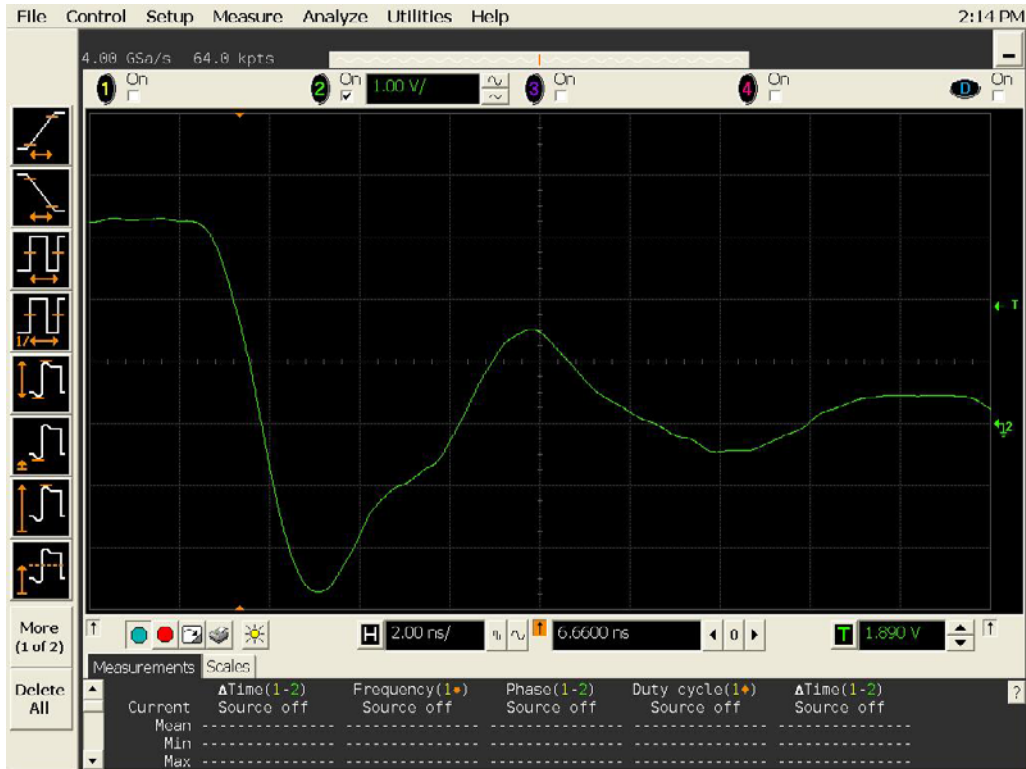 File Control Setup Measure Analyze Utilities Help 2:14 PM
4.00 GSa/s 64.0 kpts
1 On 2 On 1.00 V/ 3 On 4 On D On
T
2
1/
More
(1 of 2)
Delete
All
H 2.00 ns/ 6.6600 ns 0 T 1.890 V
Measurements Scales
ΔTime(1-2) Frequency(1) Phase(1-2) Duty cycle(1) ΔTime(1-2) ?
Current Source off Source off Source off Source off Source off
Mean ---------------- ---------------- ---------------- ---------------- ----------------
Min ---------------- ---------------- ---------------- ---------------- ----------------
Max ---------------- ---------------- ---------------- ---------------- ----------------